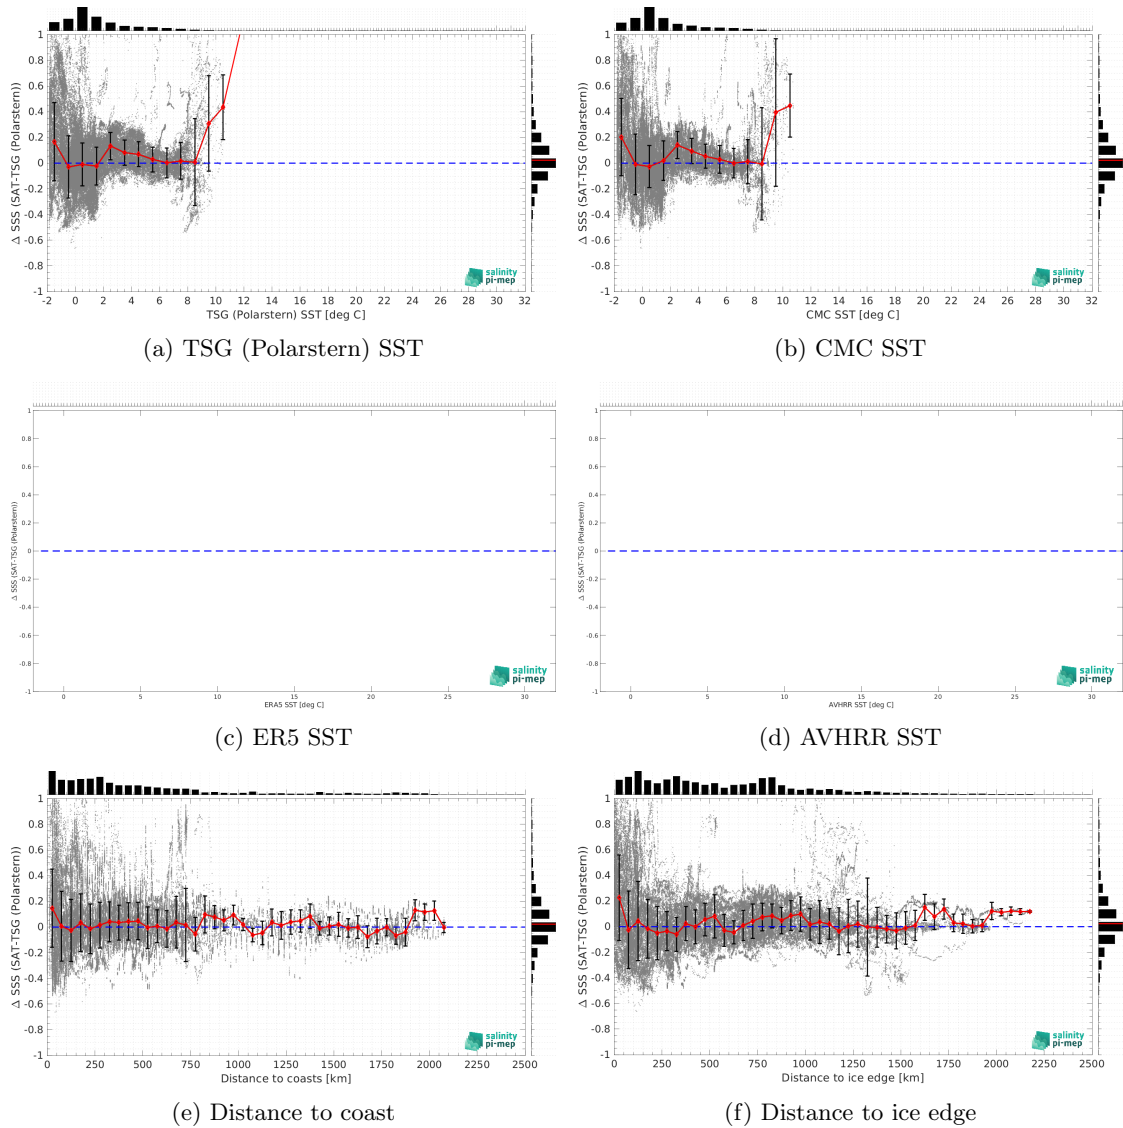 1
0.8
0.6
0.4
0.2
0
-0.2
-0.4
-0.6
-0.8
-1
Δ SSS (SAT-TSG (Polarstern))
-2 0 2 4 6 8 10 12 14 16 18 20 22 24 26 28 30 32
TSG (Polarstern) SST [deg C]
salinity
pi-mep
(a) TSG (Polarstern) SST
1
0.8
0.6
0.4
0.2
0
-0.2
-0.4
-0.6
-0.8
-1
Δ SSS (SAT-TSG (Polarstern))
-2 0 2 4 6 8 10 12 14 16 18 20 22 24 26 28 30 32
CMC SST [deg C]
salinity
pi-mep
(b) CMC SST
1
0.8
0.6
0.4
0.2
0
-0.2
-0.4
-0.6
-0.8
-1
Δ SSS (SAT-TSG (Polarstern))
0 5 10 15 20 25 30
ERA5 SST [deg C]
salinity
pi-mep
(c) ER5 SST
1
0.8
0.6
0.4
0.2
0
-0.2
-0.4
-0.6
-0.8
-1
Δ SSS (SAT-TSG (Polarstern))
0 5 10 15 20 25 30
AVHRR SST [deg C]
salinity
pi-mep
(d) AVHRR SST
1
0.8
0.6
0.4
0.2
0
-0.2
-0.4
-0.6
-0.8
-1
Δ SSS (SAT-TSG (Polarstern))
0 250 500 750 1000 1250 1500 1750 2000 2250 2500
Distance to coasts [km]
salinity
pi-mep
(e) Distance to coast
1
0.8
0.6
0.4
0.2
0
-0.2
-0.4
-0.6
-0.8
-1
Δ SSS (SAT-TSG (Polarstern))
0 250 500 750 1000 1250 1500 1750 2000 2250 2500
Distance to ice edge [km]
salinity
pi-mep
(f) Distance to ice edge